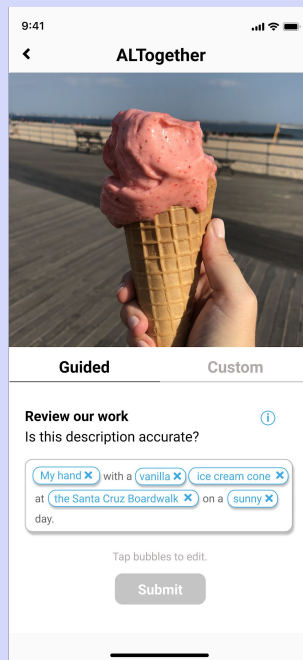 9:41
ALTogether
Guided Custom
Review our work
Is this description accurate?
My hand × with a vanilla × ice cream cone ×
at the Santa Cruz Boardwalk × on a sunny ×
day.
Tap bubbles to edit.
Submit